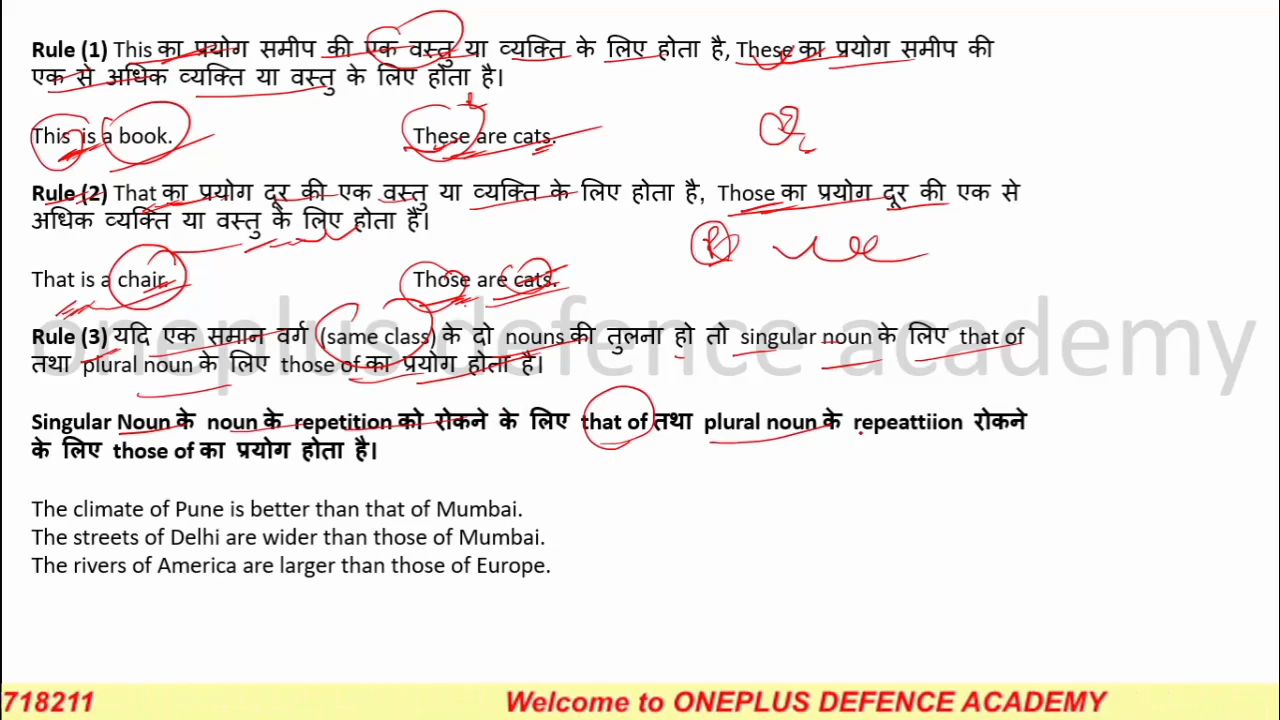 Rule (1) This का प्रयोग समीप की एक वस्तु या व्यक्ति के लिए होता है, These का प्रयोग समीप की
एक से अधिक व्यक्ति या वस्तु के लिए होता है।
This is a book. These are cats.
Rule (2) That का प्रयोग दूर की एक वस्तु या व्यक्ति के लिए होता है, Those का प्रयोग दूर की एक से
अधिक व्यक्ति या वस्तु के लिए होता है।
That is a chair. Those are cats.
oneplus defence academy
Rule (3) यदि एक समान वर्ग (same class) के दो nouns की तुलना हो तो singular noun के लिए that of
तथा plural noun के लिए those of का प्रयोग होता है।
Singular Noun के noun के repetition को रोकने के लिए that of तथा plural noun के repeattiion रोकने
के लिए those of का प्रयोग होता है।
The climate of Pune is better than that of Mumbai.
The streets of Delhi are wider than those of Mumbai.
The rivers of America are larger than those of Europe.
718211 Welcome to ONEPLUS DEFENCE ACADEMY